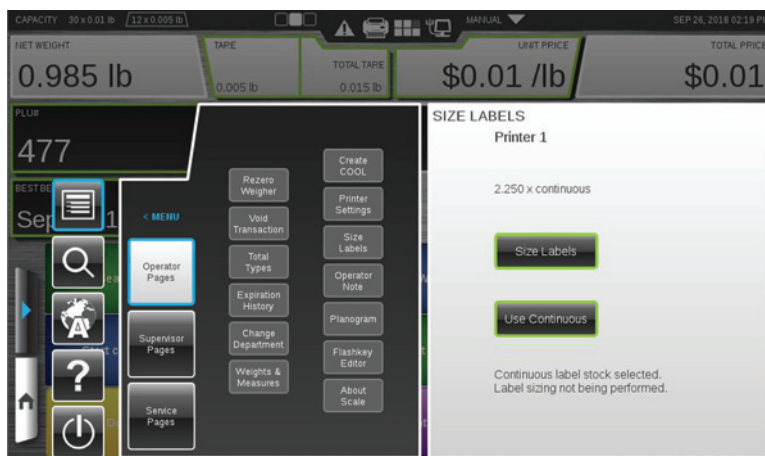 CAPACITY 30 x 0.01 lb 12 x 0.005 lb
MANUAL
SEP 26, 2018 02:19
NET WEIGHT
0.985 lb
TARE
0.005 lb
TOTAL TARE
0.015 lb
UNIT PRICE
$0.01 /lb
TOTAL PRICE
$0.01
PLU#
477
BEST BE
Sep
1
< MENU
Operator
Pages
Supervisor
Pages
Service
Pages
Rezero
Weigher
Void
Transaction
Total
Types
Expiration
History
Change
Department
Weights &
Measures
Create
COOL
Printer
Settings
Size
Labels
Operator
Note
Planogram
Flashkey
Editor
About
Scale
SIZE LABELS
Printer 1
2.250 x continuous
Size Labels
Use Continuous
Continuous label stock selected.
Label sizing not being performed.